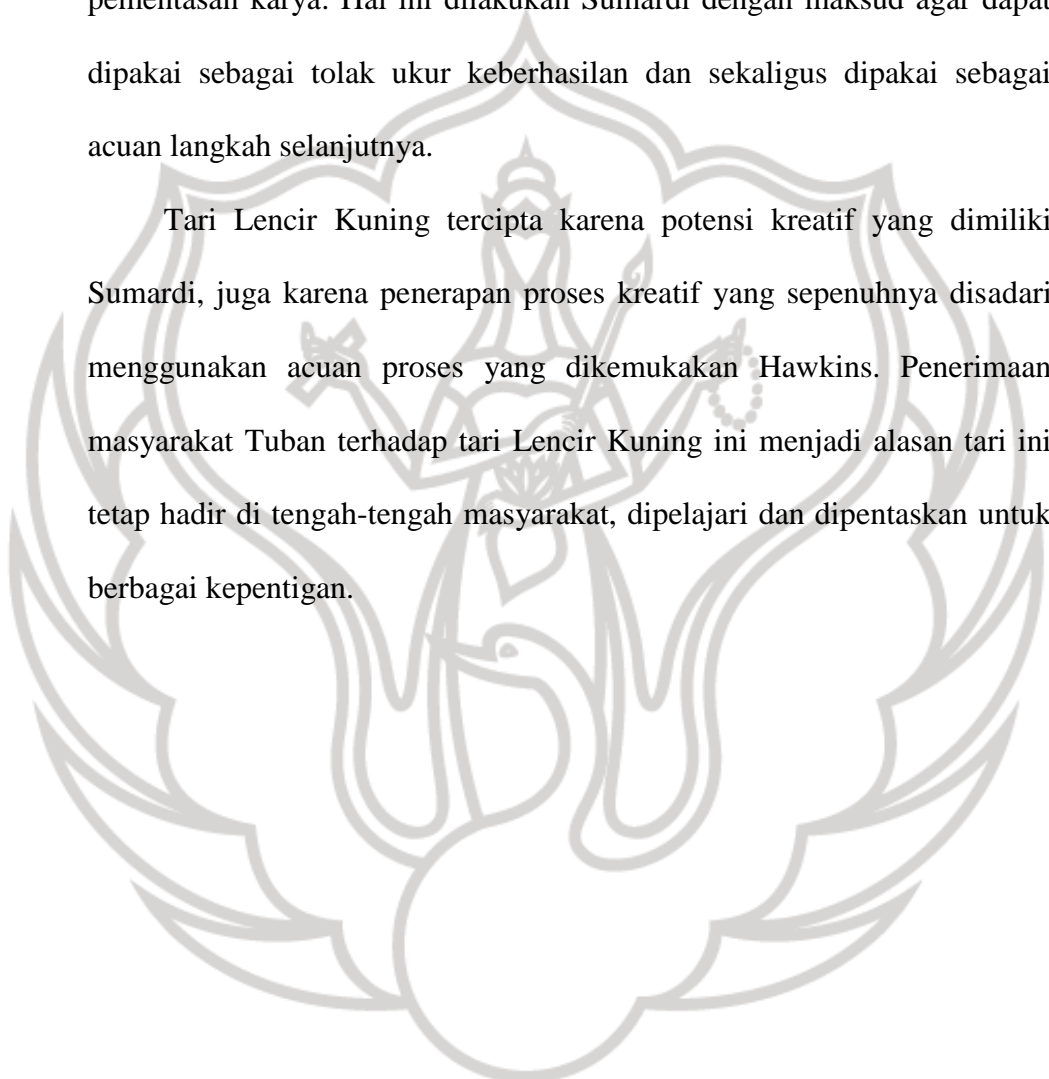 pementasan karya. Hal ini dilakukan Sumardi dengan maksud agar dapat
dipakai sebagai tolak ukur keberhasilan dan sekaligus dipakai sebagai
acuan langkah selanjutnya.
Tari Lencir Kuning tercipta karena potensi kreatif yang dimiliki
Sumardi, juga karena penerapan proses kreatif yang sepenuhnya disadari
menggunakan acuan proses yang dikemukakan Hawkins. Penerimaan
masyarakat Tuban terhadap tari Lencir Kuning ini menjadi alasan tari ini
tetap hadir di tengah-tengah masyarakat, dipelajari dan dipentaskan untuk
berbagai kepentigan.